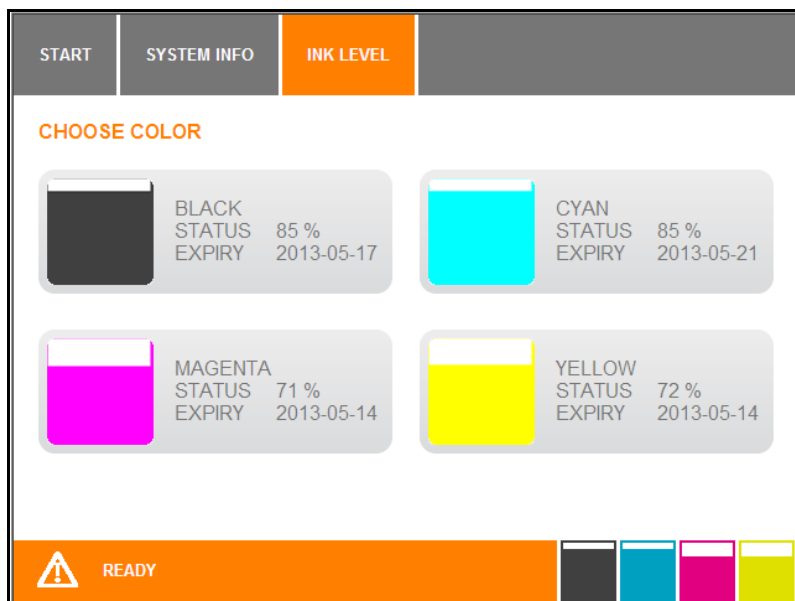 START SYSTEM INFO INK LEVEL
CHOOSE COLOR
BLACK
STATUS 85 %
EXPIRY 2013-05-17
CYAN
STATUS 85 %
EXPIRY 2013-05-21
MAGENTA
STATUS 71 %
EXPIRY 2013-05-14
YELLOW
STATUS 72 %
EXPIRY 2013-05-14
READY